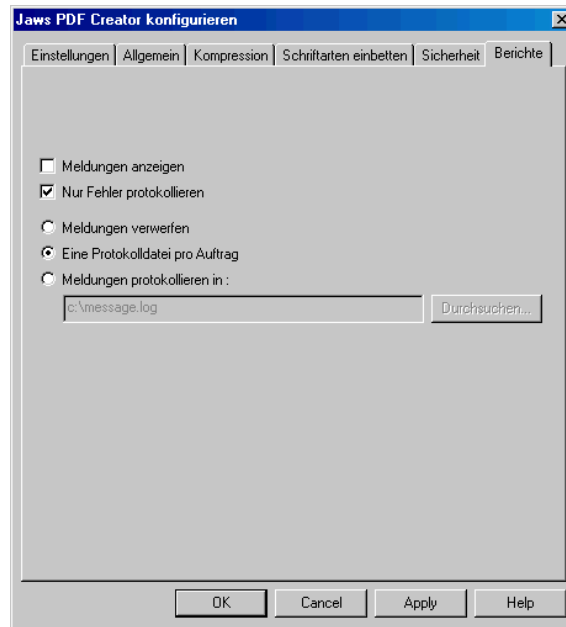 Jaws PDF Creator konfigurieren
Einstellungen Allgemein Kompression Schriftarten einbetten Sicherheit Berichte
Meldungen anzeigen
Nur Fehler protokollieren
Meldungen verwerfen
Eine Protokolldatei pro Auftrag
Meldungen protokollieren in :
c:\message.log Durchsuchen...
OK Cancel Apply Help